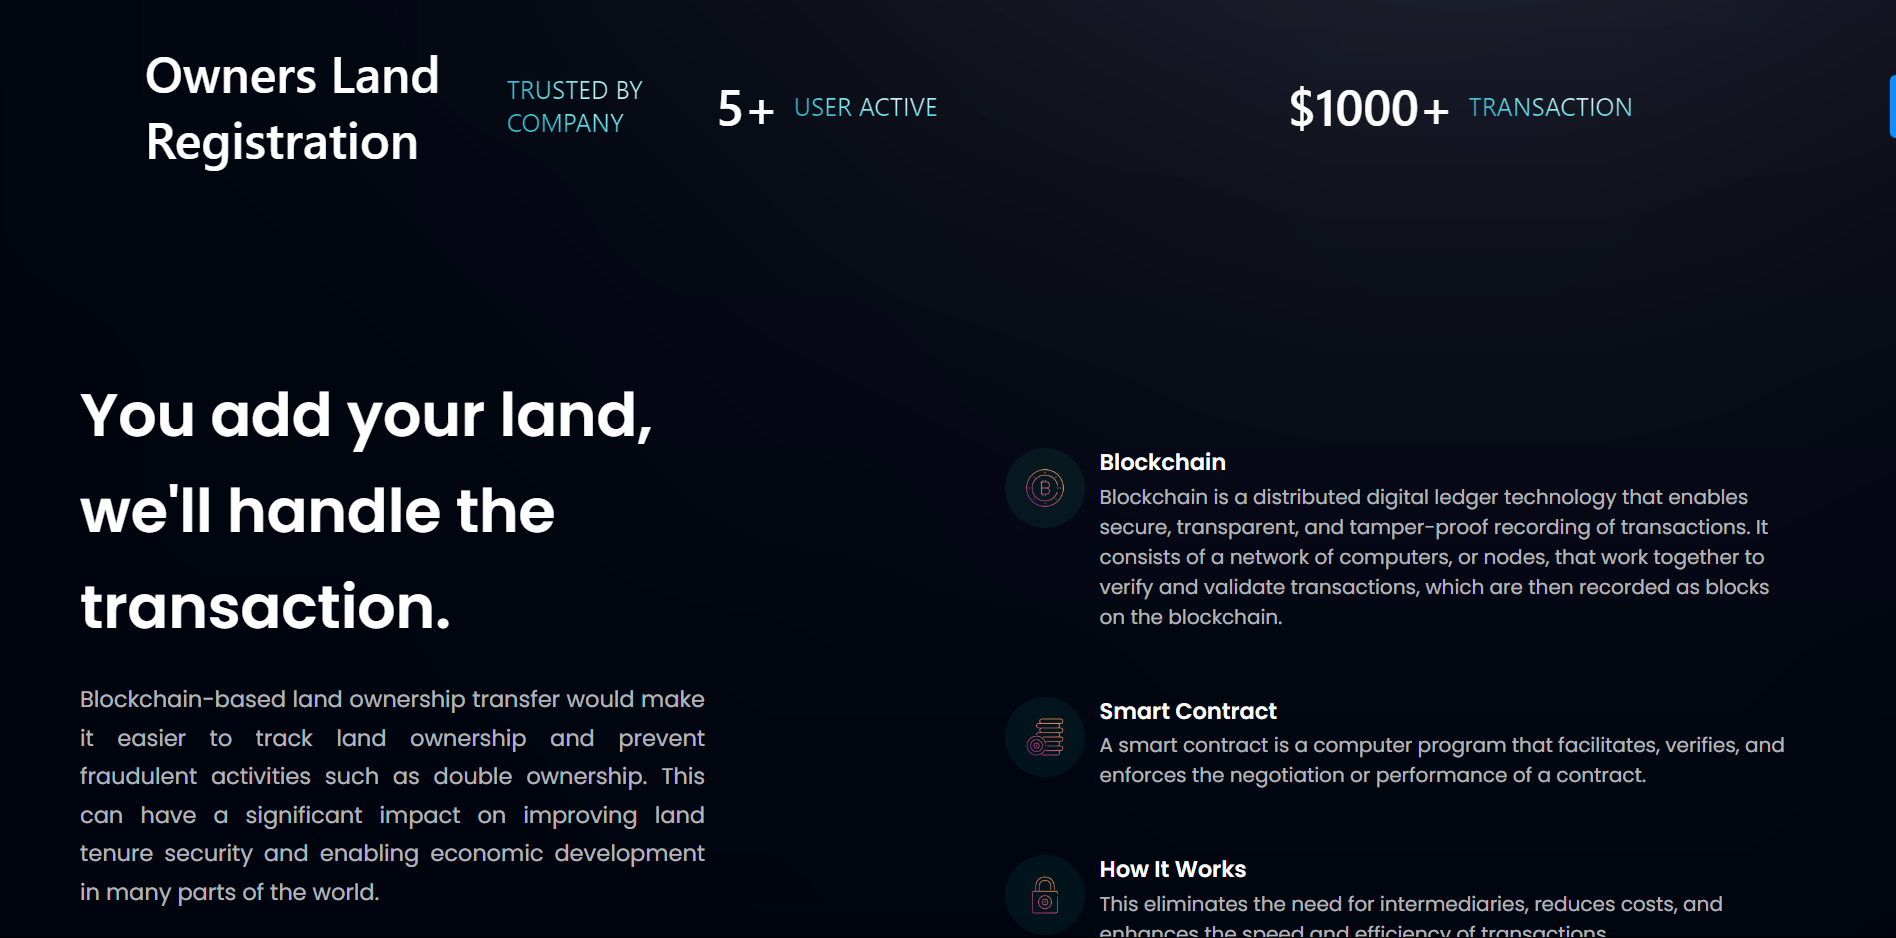 Owners Land
Registration
TRUSTED BY
COMPANY
5+ USER ACTIVE
$1000+ TRANSACTION
You add your land,
we'll handle the
transaction.
Blockchain-based land ownership transfer would make
it easier to track land ownership and prevent
fraudulent activities such as double ownership. This
can have a significant impact on improving land
tenure security and enabling economic development
in many parts of the world.
Blockchain
Blockchain is a distributed digital ledger technology that enables
secure, transparent, and tamper-proof recording of transactions. It
consists of a network of computers, or nodes, that work together to
verify and validate transactions, which are then recorded as blocks
on the blockchain.
Smart Contract
A smart contract is a computer program that facilitates, verifies, and
enforces the negotiation or performance of a contract.
How It Works
This eliminates the need for intermediaries, reduces costs, and
enhances the speed and efficiency of transactions.